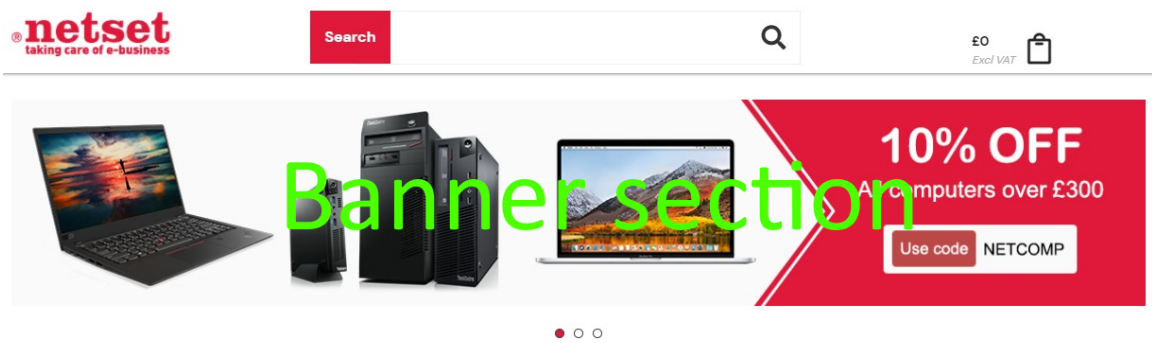 ® netset
taking care of e-business
Search
£0
Excl VAT
10% OFF
All computers over £300
Banner section
Use code NETCOMP